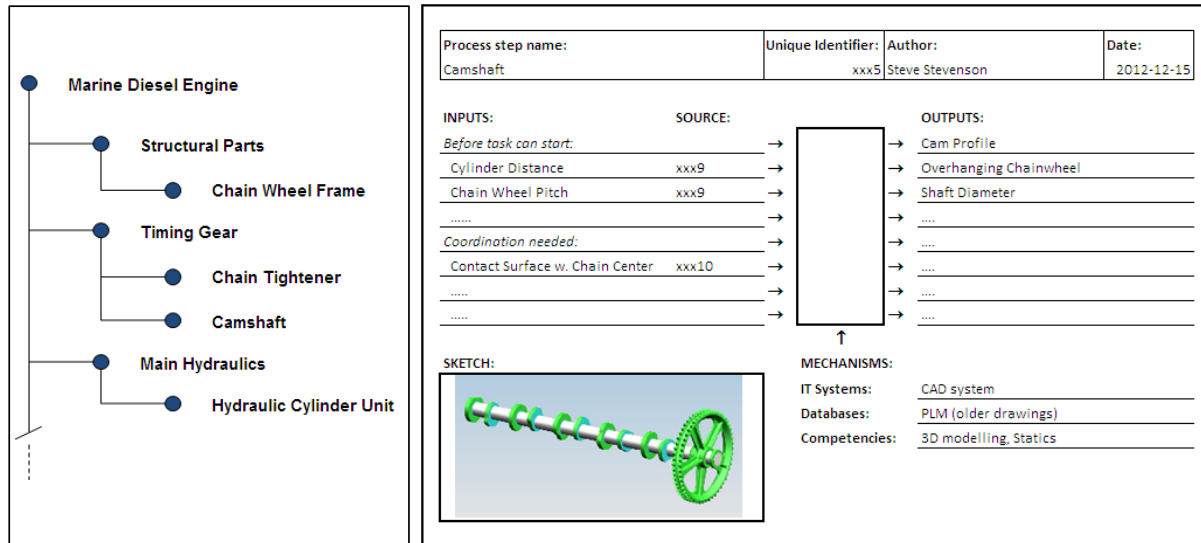 Marine Diesel Engine
Structural Parts
Chain Wheel Frame
Timing Gear
Chain Tightener
Camshaft
Main Hydraulics
Hydraulic Cylinder Unit
Process step name: Unique Identifier: Author: Date:
Camshaft xxx5 Steve Stevenson 2012-12-15
INPUTS: SOURCE: OUTPUTS:
Before task can start: → → Cam Profile
Cylinder Distance xxx9 → → Overhanging Chainwheel
Chain Wheel Pitch xxx9 → → Shaft Diameter
...... → → ....
Coordination needed: → → ....
Contact Surface w. Chain Center xxx10 → → ....
..... → → ....
..... → → ....
↑
SKETCH: MECHANISMS:
IT Systems: CAD system
Databases: PLM (older drawings)
Competencies: 3D modelling, Statics